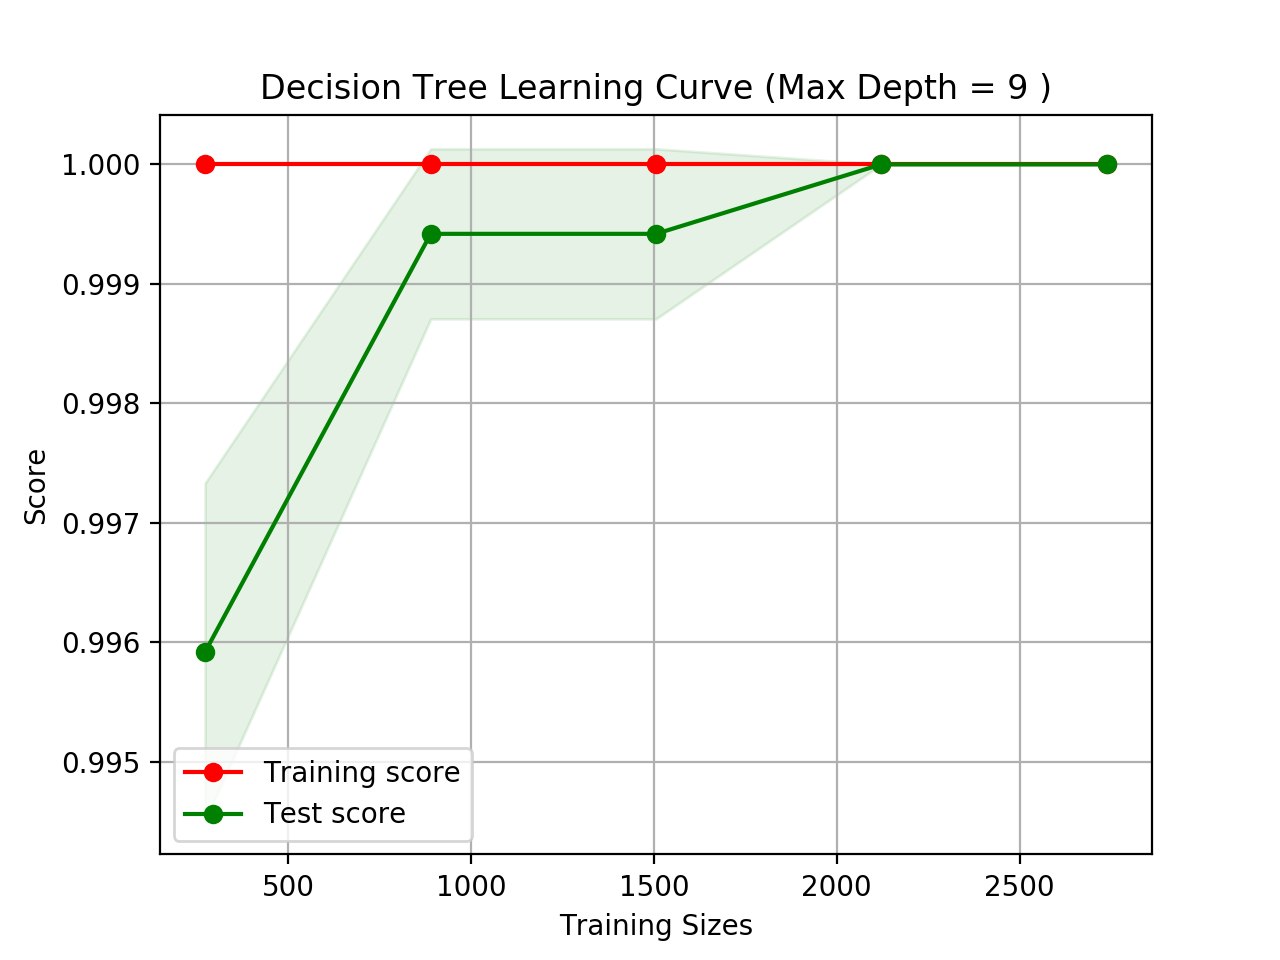 Decision Tree Learning Curve (Max Depth = 9 )
1.000
0.999
0.998
0.997
0.996
0.995
Score
Training score
Test score
500 1000 1500 2000 2500
Training Sizes